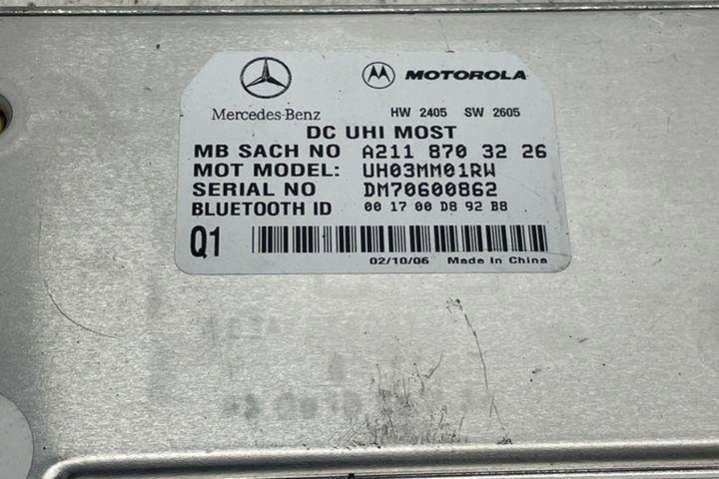 MOTOROLA
Mercedes-Benz
HW 2405 SW 2605
DC UHI MOST
MB SACH NO A211 870 32 26
MOT MODEL: UH03MM01RW
SERIAL NO DM70600862
BLUETOOTH ID 00 17 00 D8 92 B8
Q1
02/10/06 Made In China